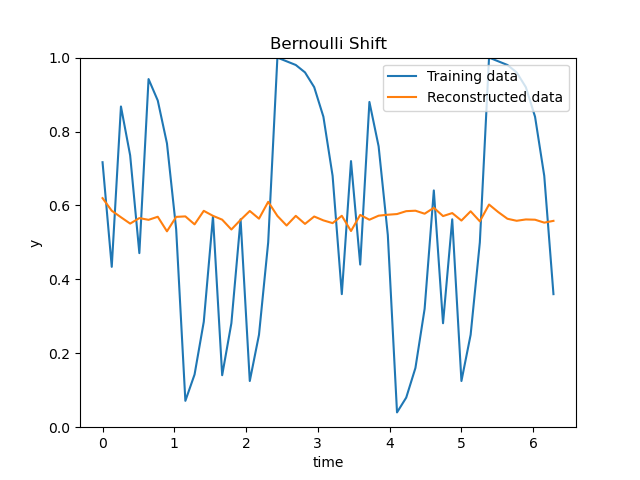 Bernoulli Shift
Training data
Reconstructed data
1.0
0.8
0.6
0.4
0.2
0.0
y
0 1 2 3 4 5 6
time